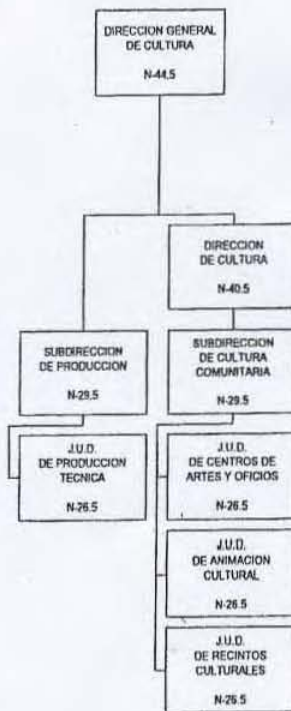 DIRECCION GENERAL
DE CULTURA
N-44.5
DIRECCION
DE CULTURA
N-40.5
SUBDIRECCION
DE PRODUCCION
N-29.5
SUBDIRECCION
DE CULTURA
COMUNITARIA
N-29.5
J.U.D.
DE PRODUCCION
TECNICA
N-26.5
J.U.D.
DE CENTROS DE
ARTES Y OFICIOS
N-26.5
J.U.D.
DE ANIMACION
CULTURAL
N-26.5
J.U.D.
DE RECINTOS
CULTURALES
N-26.5